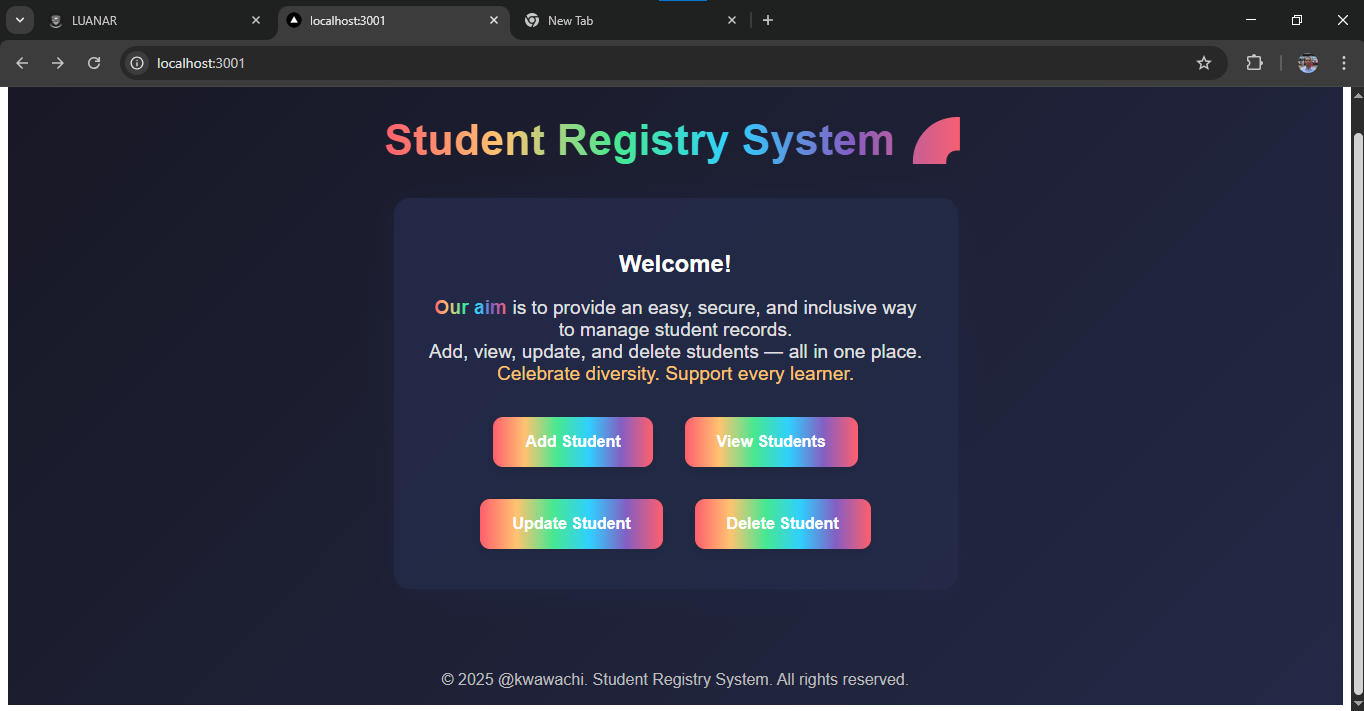 LUANAR
localhost:3001
New Tab
localhost:3001
Student Registry System
Welcome!
Our aim is to provide an easy, secure, and inclusive way
to manage student records.
Add, view, update, and delete students — all in one place.
Celebrate diversity. Support every learner.
Add Student
View Students
Update Student
Delete Student
© 2025 @kwawachi. Student Registry System. All rights reserved.